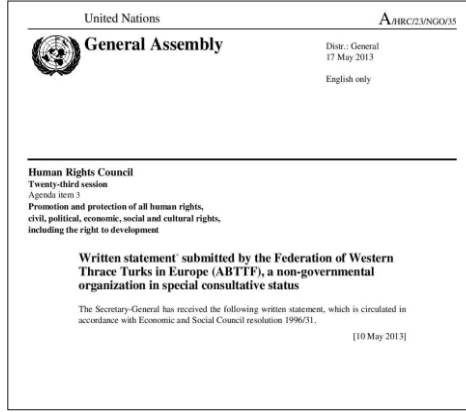 United Nations
A/HRC/23/NGO/35
General Assembly
Distr.: General
17 May 2013
English only
Human Rights Council
Twenty-third session
Agenda item 3
Promotion and protection of all human rights,
civil, political, economic, social and cultural rights,
including the right to development
Written statement* submitted by the Federation of Western
Thrace Turks in Europe (ABTTF), a non-governmental
organization in special consultative status
The Secretary-General has received the following written statement, which is circulated in
accordance with Economic and Social Council resolution 1996/31.
[10 May 2013]